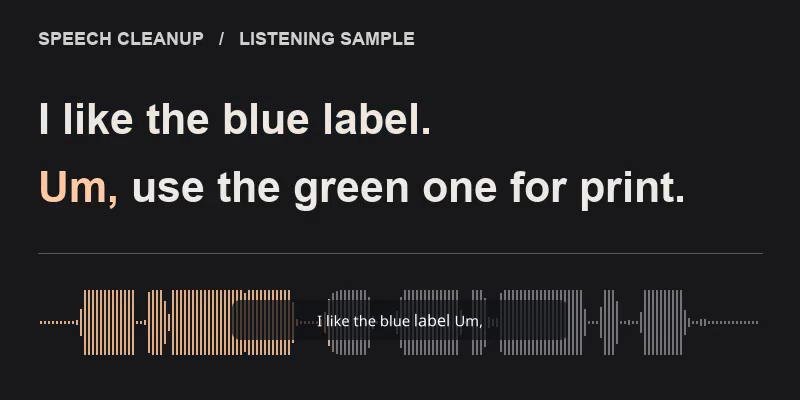 SPEECH CLEANUP / LISTENING SAMPLE
I like the blue label.
Um, use the green one for print.
I like the blue label Um,